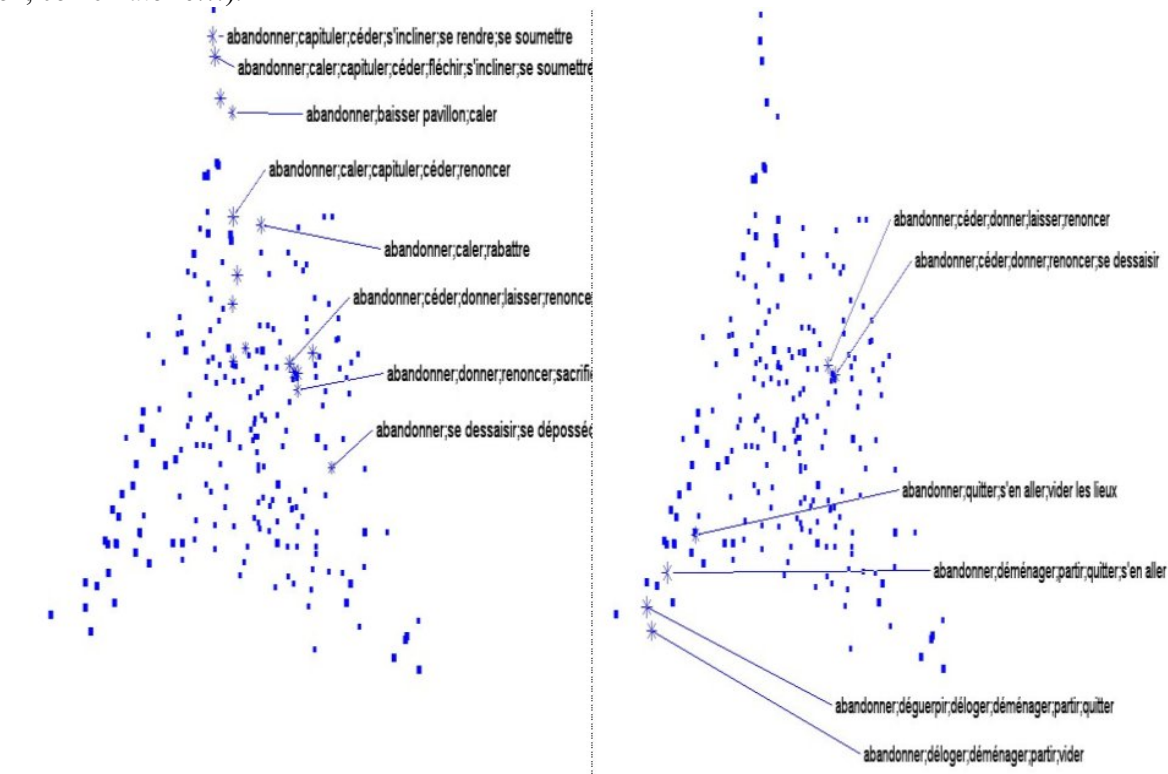 abandonner;capituler;céder;s'incliner;se rendre;se soumettre
abandonner;caler;capituler;céder;fléchir;s'incliner;se soumettre
abandonner;baisser pavillon;caler
abandonner;caler;capituler;céder;renoncer
abandonner;caler;rabattre
abandonner;céder;donner;laisser;renonce
abandonner;donner;renoncer;sacrifi
abandonner;se dessaisir;se dépossé
abandonner;céder;donner;laisser;renoncer
abandonner;céder;donner;renoncer;se dessaisir
abandonner;quitter;s'en aller;vider les lieux
abandonner;déménager;partir;quitter;s'en aller
abandonner;déguerpir;déloger;déménager;partir;quitter
abandonner;déloger;déménager;partir;vider